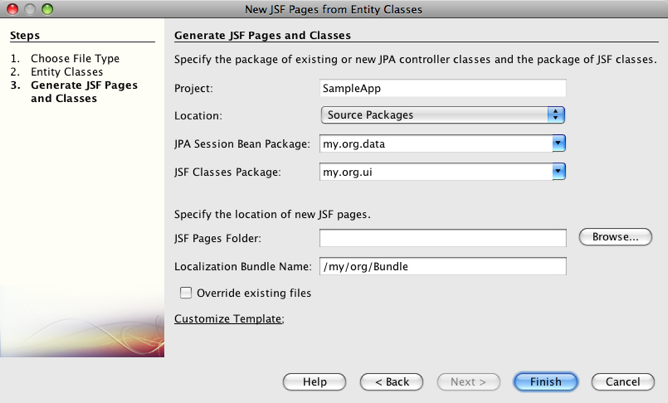 New JSF Pages from Entity Classes
Steps
1. Choose File Type
2. Entity Classes
3. Generate JSF Pages
and Classes
Generate JSF Pages and Classes
Specify the package of existing or new JPA controller classes and the package of JSF classes.
Project: SampleApp
Location: Source Packages
JPA Session Bean Package: my.org.data
JSF Classes Package: my.org.ui
Specify the location of new JSF pages.
JSF Pages Folder: Browse...
Localization Bundle Name: /my/org/Bundle
Override existing files
Customize Template:
Help < Back Next > Finish Cancel